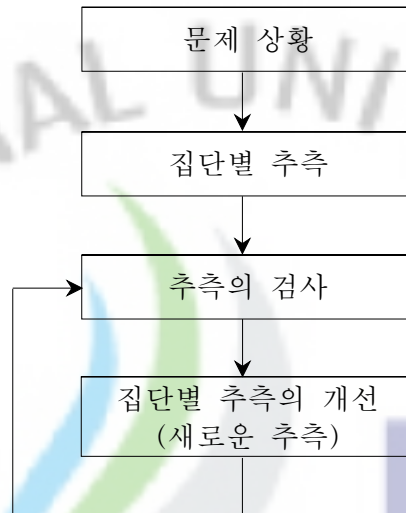 문제 상황
집단별 추측
추측의 검사
집단별 추측의 개선
(새로운 추측)